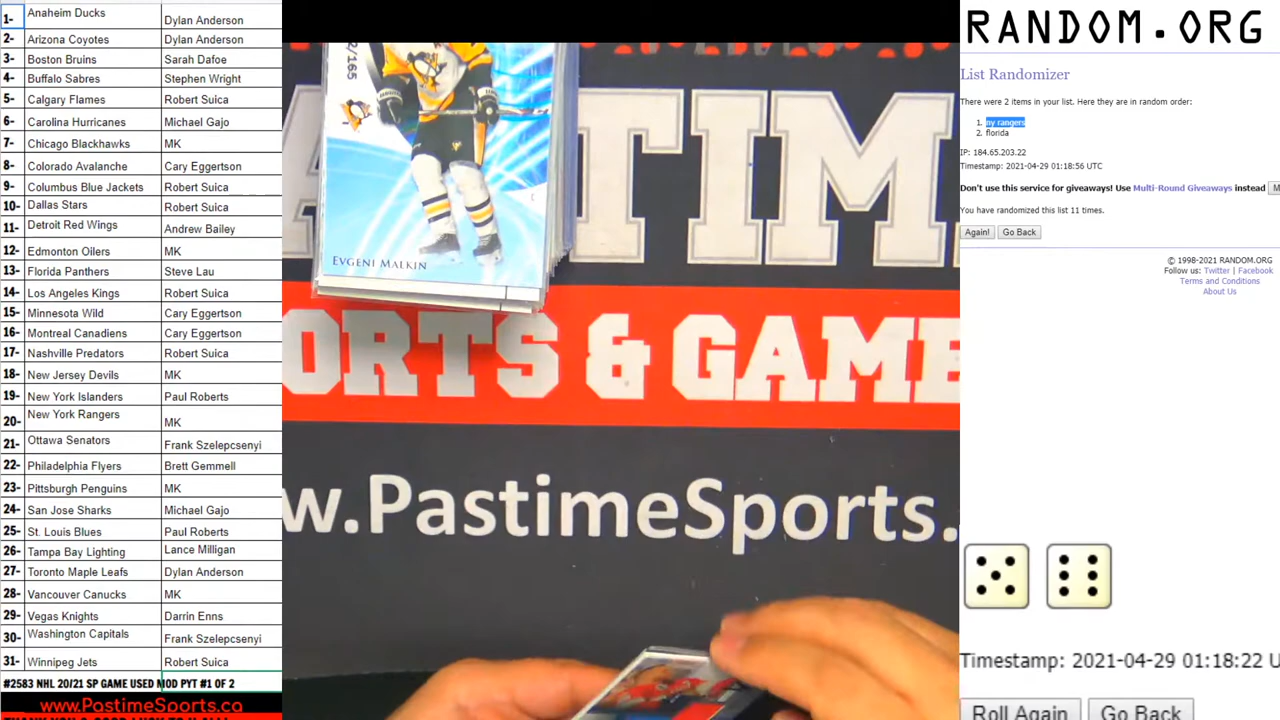 1- Anaheim Ducks Dylan Anderson
2- Arizona Coyotes Dylan Anderson
3- Boston Bruins Sarah Dafoe
4- Buffalo Sabres Stephen Wright
5- Calgary Flames Robert Suica
6- Carolina Hurricanes Michael Gajo
7- Chicago Blackhawks MK
8- Colorado Avalanche Cary Eggertson
9- Columbus Blue Jackets Robert Suica
10- Dallas Stars Robert Suica
11- Detroit Red Wings Andrew Bailey
12- Edmonton Oilers MK
13- Florida Panthers Steve Lau
14- Los Angeles Kings Robert Suica
15- Minnesota Wild Cary Eggertson
16- Montreal Canadiens Cary Eggertson
17- Nashville Predators Robert Suica
18- New Jersey Devils MK
19- New York Islanders Paul Roberts
20- New York Rangers MK
21- Ottawa Senators Frank Szelepcsenyi
22- Philadelphia Flyers Brett Gemmell
23- Pittsburgh Penguins MK
24- San Jose Sharks Michael Gajo
25- St. Louis Blues Paul Roberts
26- Tampa Bay Lighting Lance Milligan
27- Toronto Maple Leafs Dylan Anderson
28- Vancouver Canucks MK
29- Vegas Knights Darrin Enns
30- Washington Capitals Frank Szelepcsenyi
31- Winnipeg Jets Robert Suica
#2583 NHL 20/21 SP GAME USED MOD PYT #1 OF 2
www.PastimeSports.ca
2/165
EVGENI MALKIN
ASTIM
ORTS & GAME
w.PastimeSports.
RANDOM.ORG
List Randomizer
There were 2 items in your list. Here they are in random order:
1. ny rangers
2. florida
IP: 184.65.203.22
Timestamp: 2021-04-29 01:18:56 UTC
Don't use this service for giveaways! Use Multi-Round Giveaways instead M
You have randomized this list 11 times.
Again! Go Back
© 1998-2021 RANDOM.ORG
Follow us: Twitter | Facebook
Terms and Conditions
About Us
Timestamp: 2021-04-29 01:18:22 U
Roll Again Go Back